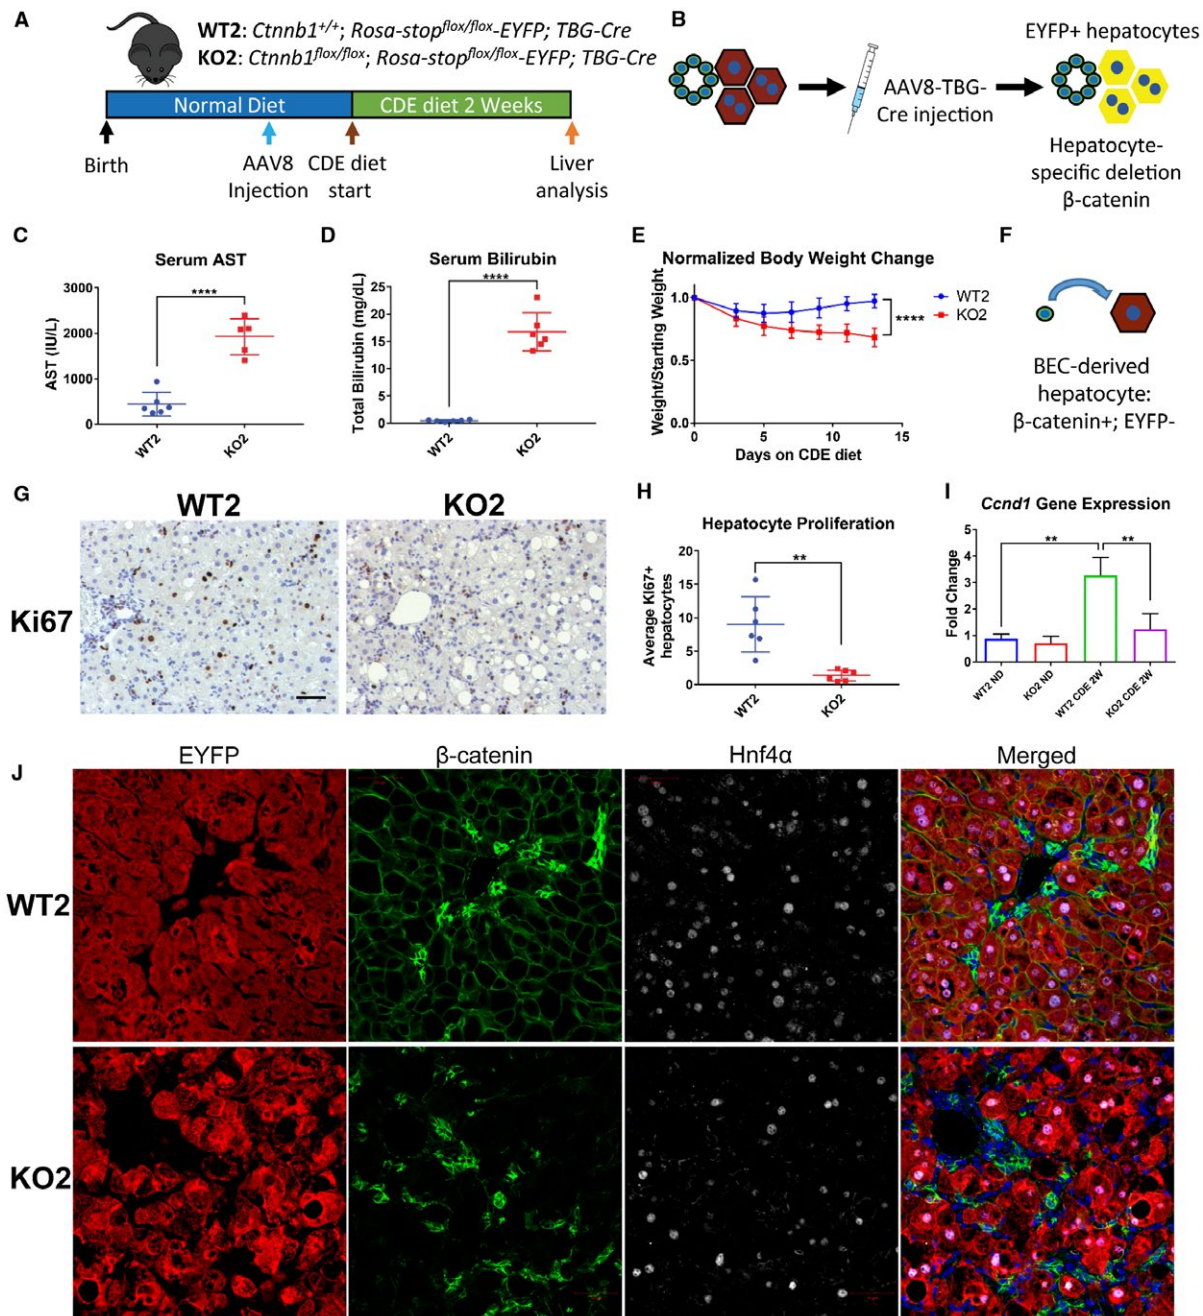 A
WT2: Ctnnb1+/+; Rosa-stopflox/flox-EYFP; TBG-Cre
KO2: Ctnnb1flox/flox; Rosa-stopflox/flox-EYFP; TBG-Cre
Normal Diet
CDE diet 2 Weeks
Birth
AAV8
Injection
CDE diet
start
Liver
analysis
B
AAV8-TBG-
Cre injection
EYFP+ hepatocytes
Hepatocyte-
specific deletion
β-catenin
C
Serum AST
****
AST (IU/L)
3000
2000
1000
0
WT2
KO2
D
Serum Bilirubin
****
Total Bilirubin (mg/dL)
25
20
15
10
5
0
WT2
KO2
E
Normalized Body Weight Change
Weight/Starting Weight
1.0
0.5
0.0
0
5
10
15
Days on CDE diet
WT2
KO2
****
F
BEC-derived
hepatocyte:
β-catenin+; EYFP-
G
WT2
KO2
Ki67
H
Hepatocyte Proliferation
**
Average Ki67+
hepatocytes
20
15
10
5
0
WT2
KO2
I
Ccnd1 Gene Expression
**
**
Fold Change
5
4
3
2
1
0
WT2 ND
KO2 ND
WT2 CDE 2W
KO2 CDE 2W
J
EYFP
β-catenin
Hnf4α
Merged
WT2
KO2